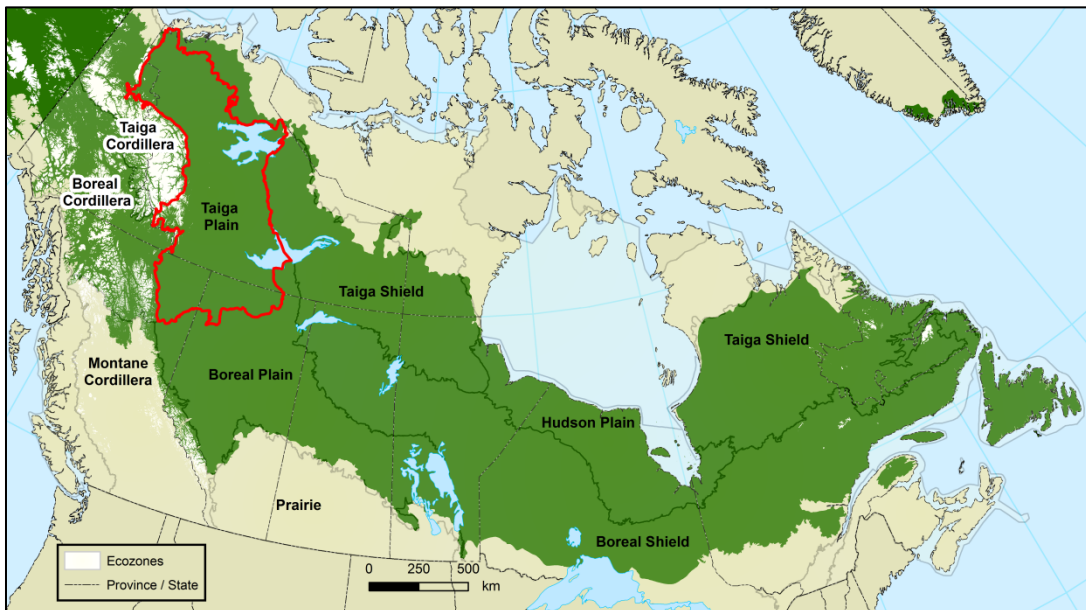 Taiga
Cordillera
Boreal
Cordillera
Taiga
Plain
Taiga Shield
Taiga Shield
Montane
Cordillera
Boreal Plain
Hudson Plain
Prairie
Boreal Shield
Ecozones
Province / State
0 250 500
km